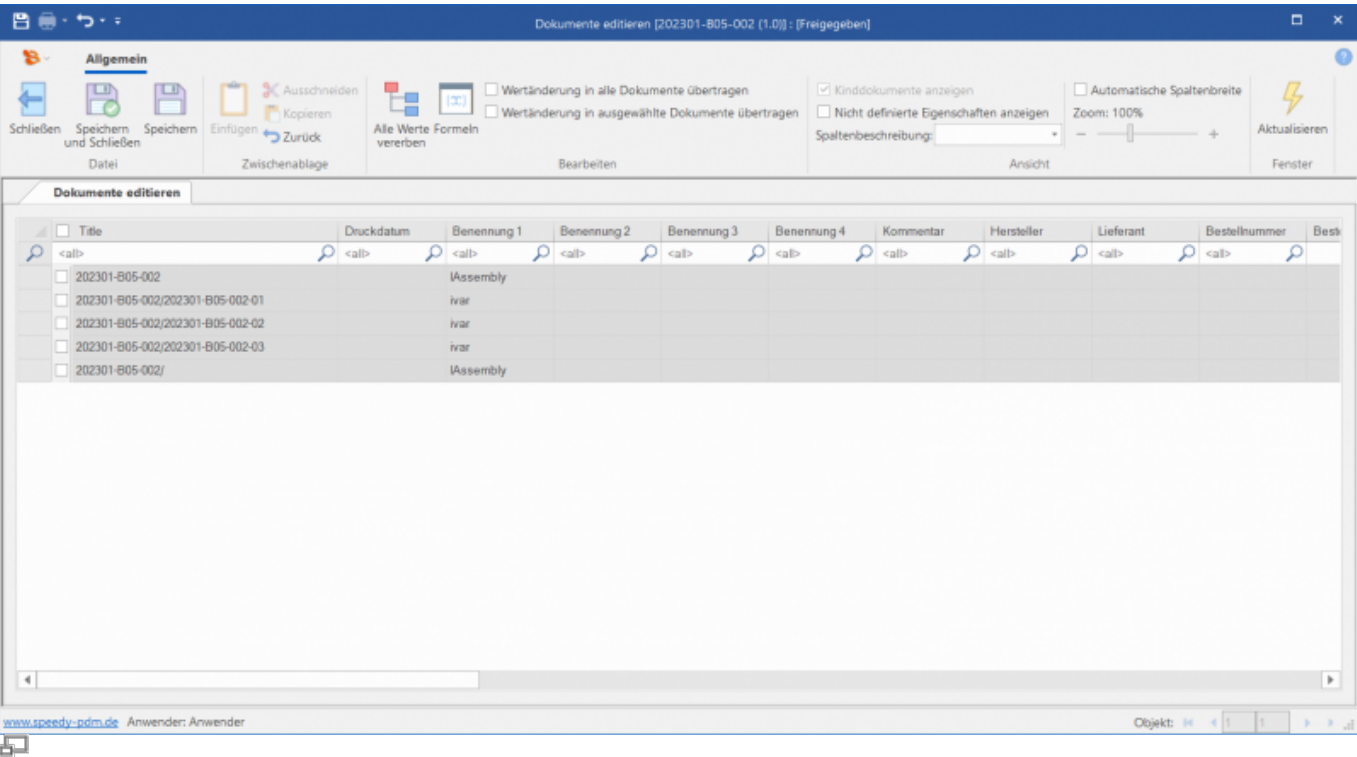 Dokumente editieren [202301-B05-002 (1.0)] : [Freigegeben]
Allgemein
Schließen
Speichern und Schließen
Speichern
Datei
Einfügen
Ausschneiden
Kopieren
Zurück
Zwischenablage
Alle Werte vererben
Formeln
Wertänderung in alle Dokumente übertragen
Wertänderung in ausgewählte Dokumente übertragen
Bearbeiten
Kinddokumente anzeigen
Nicht definierte Eigenschaften anzeigen
Spaltenbeschreibung:
Automatische Spaltenbreite
Zoom: 100%
Ansicht
Aktualisieren
Fenster
Dokumente editieren
Title Druckdatum Benennung 1 Benennung 2 Benennung 3 Benennung 4 Kommentar Hersteller Lieferant Bestellnummer Beste
<all> <all> <all> <all> <all> <all> <all> <all> <all> <all>
202301-B05-002 IAssembly
202301-B05-002/202301-B05-002-01 ivar
202301-B05-002/202301-B05-002-02 ivar
202301-B05-002/202301-B05-002-03 ivar
202301-B05-002/ IAssembly
www.speedy-pdm.de Anwender: Anwender Objekt: 1 1